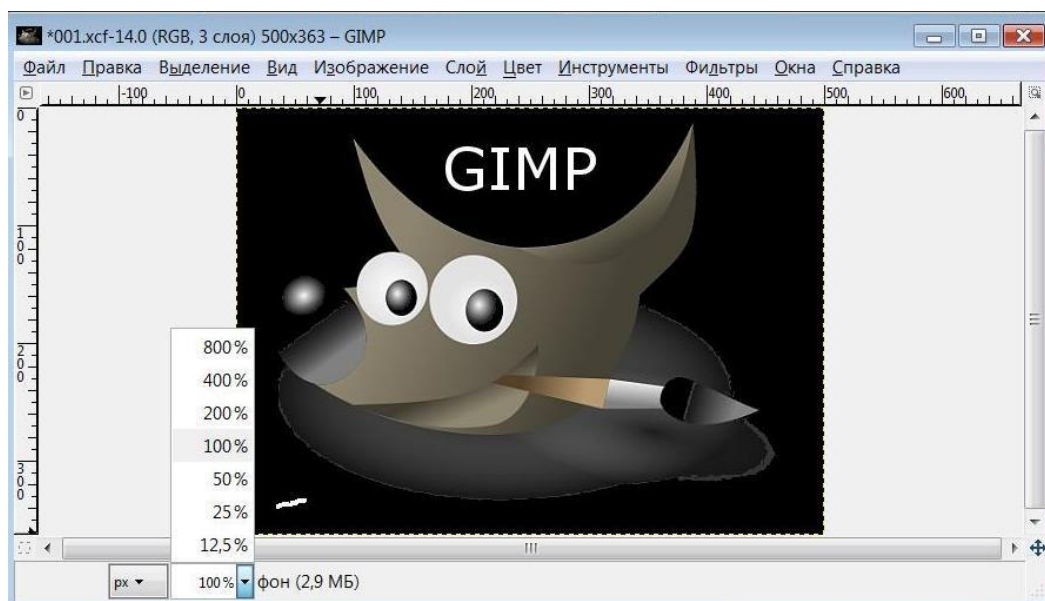 *001.xcf-14.0 (RGB, 3 слоя) 500x363 – GIMP
Файл Правка Выделение Вид Изображение Слой Цвет Инструменты Фильтры Окна Справка
-100 0 100 200 300 400 500 600
0
100
200
300
GIMP
800%
400%
200%
100%
50%
25%
12,5%
px 100% фон (2,9 МБ)